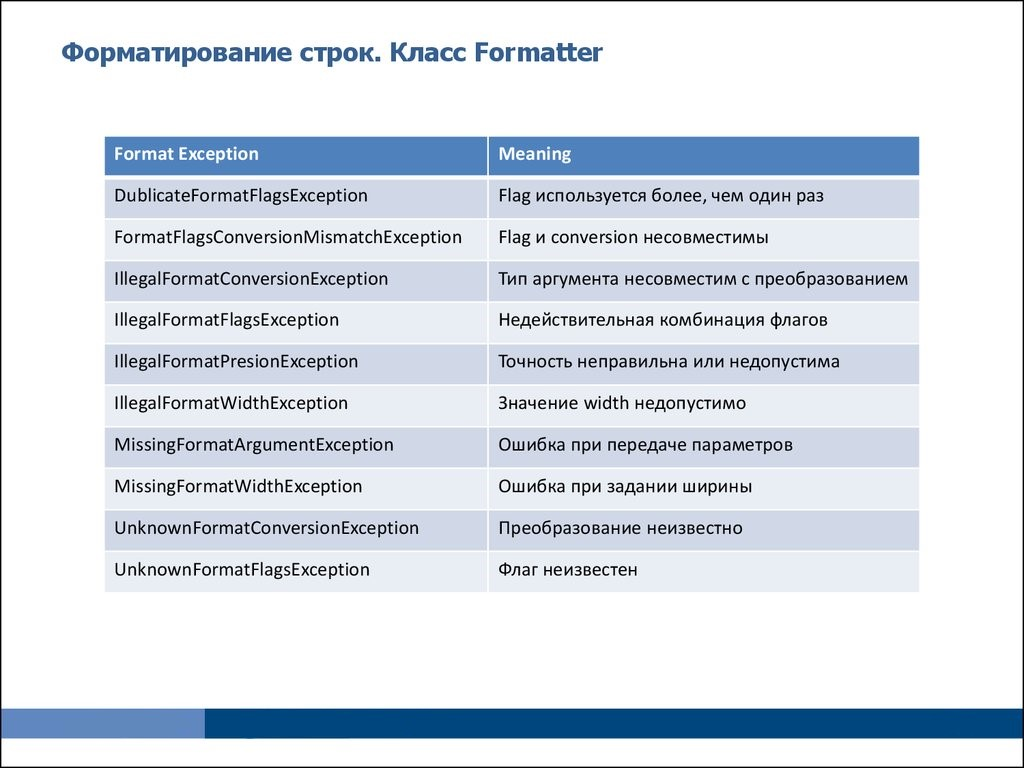 Форматирование строк. Класс Formatter
Format Exception Meaning
DublicateFormatFlagsException Flag используется более, чем один раз
FormatFlagsConversionMismatchException Flag и conversion несовместимы
IllegalFormatConversionException Тип аргумента несовместим с преобразованием
IllegalFormatFlagsException Недействительная комбинация флагов
IllegalFormatPresionException Точность неправильна или недопустима
IllegalFormatWidthException Значение width недопустимо
MissingFormatArgumentException Ошибка при передаче параметров
MissingFormatWidthException Ошибка при задании ширины
UnknownFormatConversionException Преобразование неизвестно
UnknownFormatFlagsException Флаг неизвестен